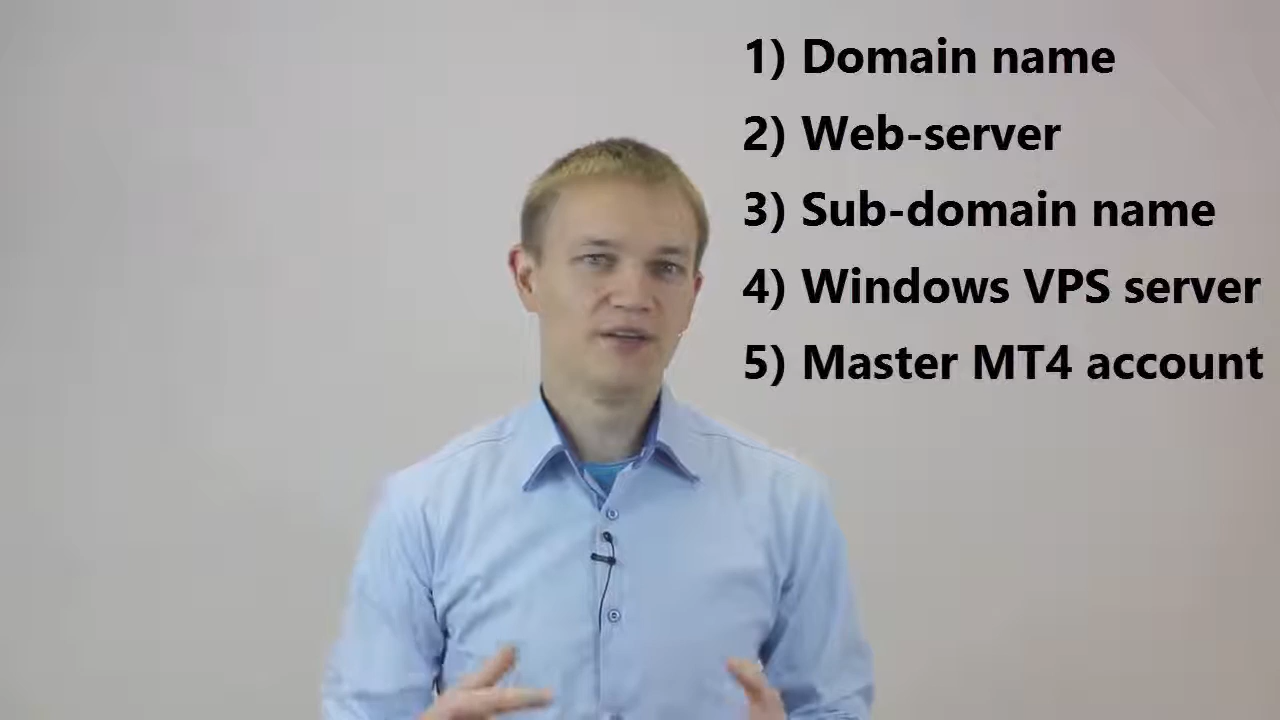 1) Domain name
2) Web-server
3) Sub-domain name
4) Windows VPS server
5) Master MT4 account